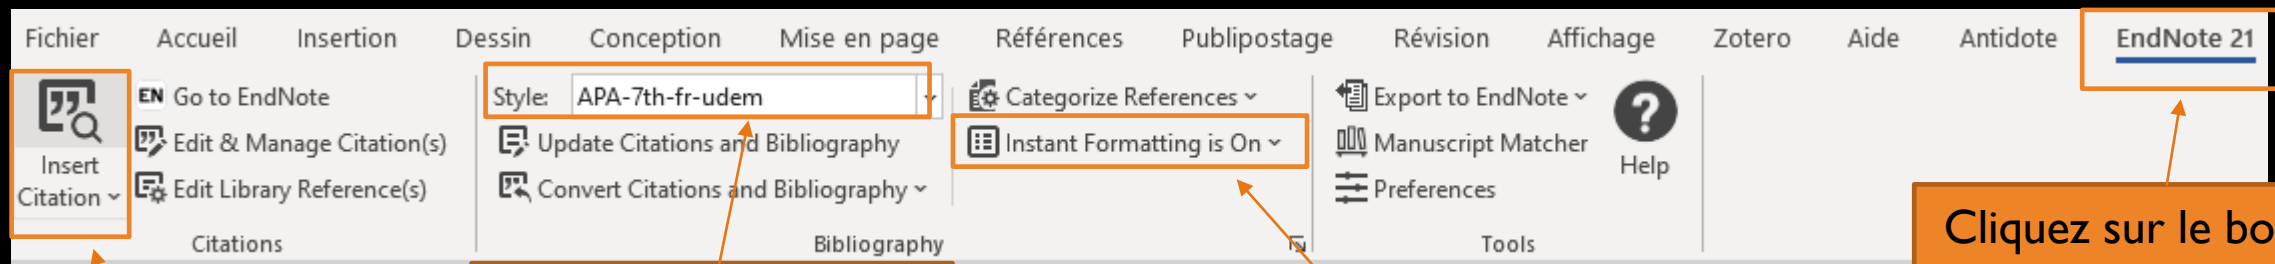 Fichier Accueil Insertion Dessin Conception Mise en page Références Publipostage Révision Affichage Zotero Aide Antidote EndNote 21
Insert
Citation
EN Go to EndNote
Edit & Manage Citation(s)
Edit Library Reference(s)
Citations
Style: APA-7th-fr-udem
Update Citations and Bibliography
Convert Citations and Bibliography
Categorize References
Instant Formatting is On
Bibliography
Export to EndNote
Manuscript Matcher
Preferences
Help
Tools
Cliquez sur le bo